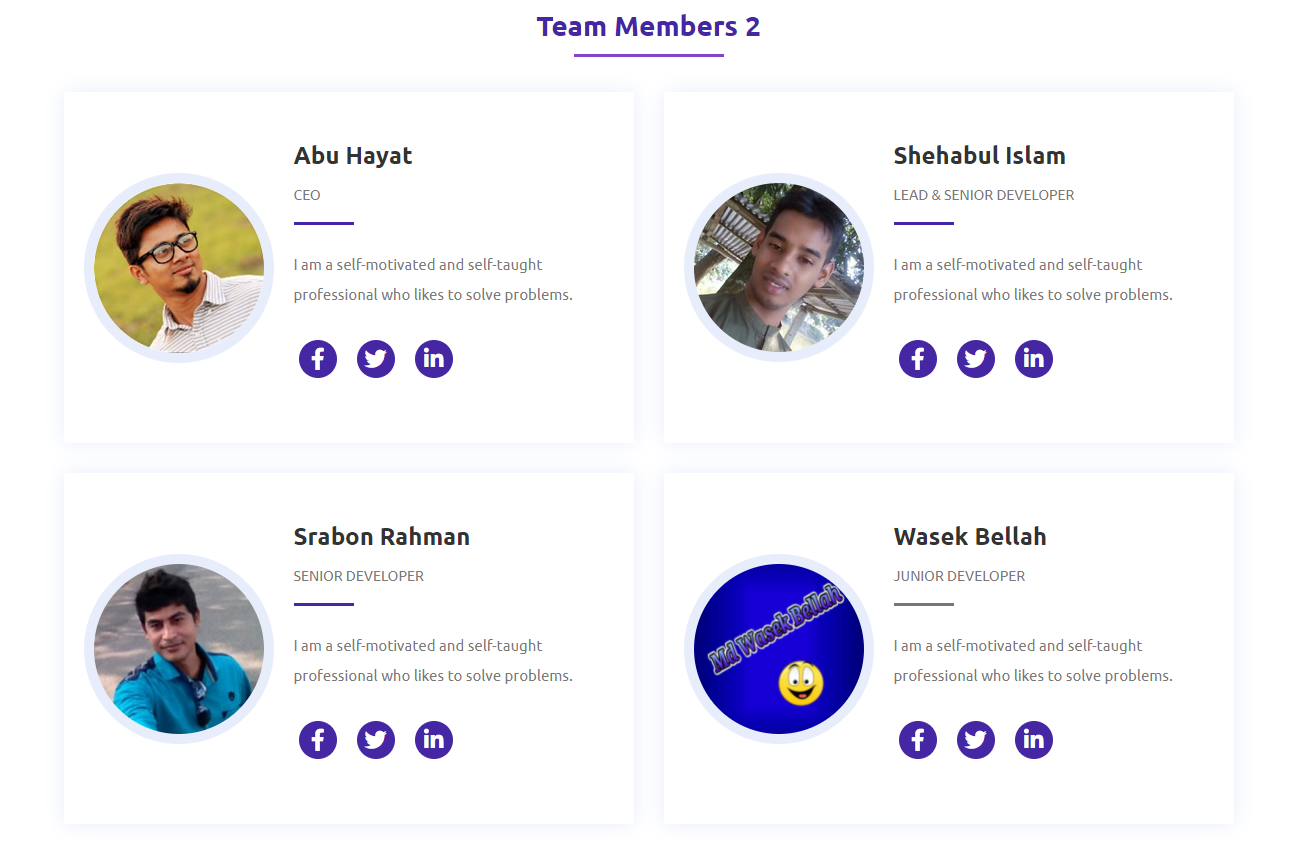 Team Members 2
Abu Hayat
CEO
I am a self-motivated and self-taught
professional who likes to solve problems.
Shehabul Islam
LEAD & SENIOR DEVELOPER
I am a self-motivated and self-taught
professional who likes to solve problems.
Srabon Rahman
SENIOR DEVELOPER
I am a self-motivated and self-taught
professional who likes to solve problems.
Md Wasek Bellah
Wasek Bellah
JUNIOR DEVELOPER
I am a self-motivated and self-taught
professional who likes to solve problems.